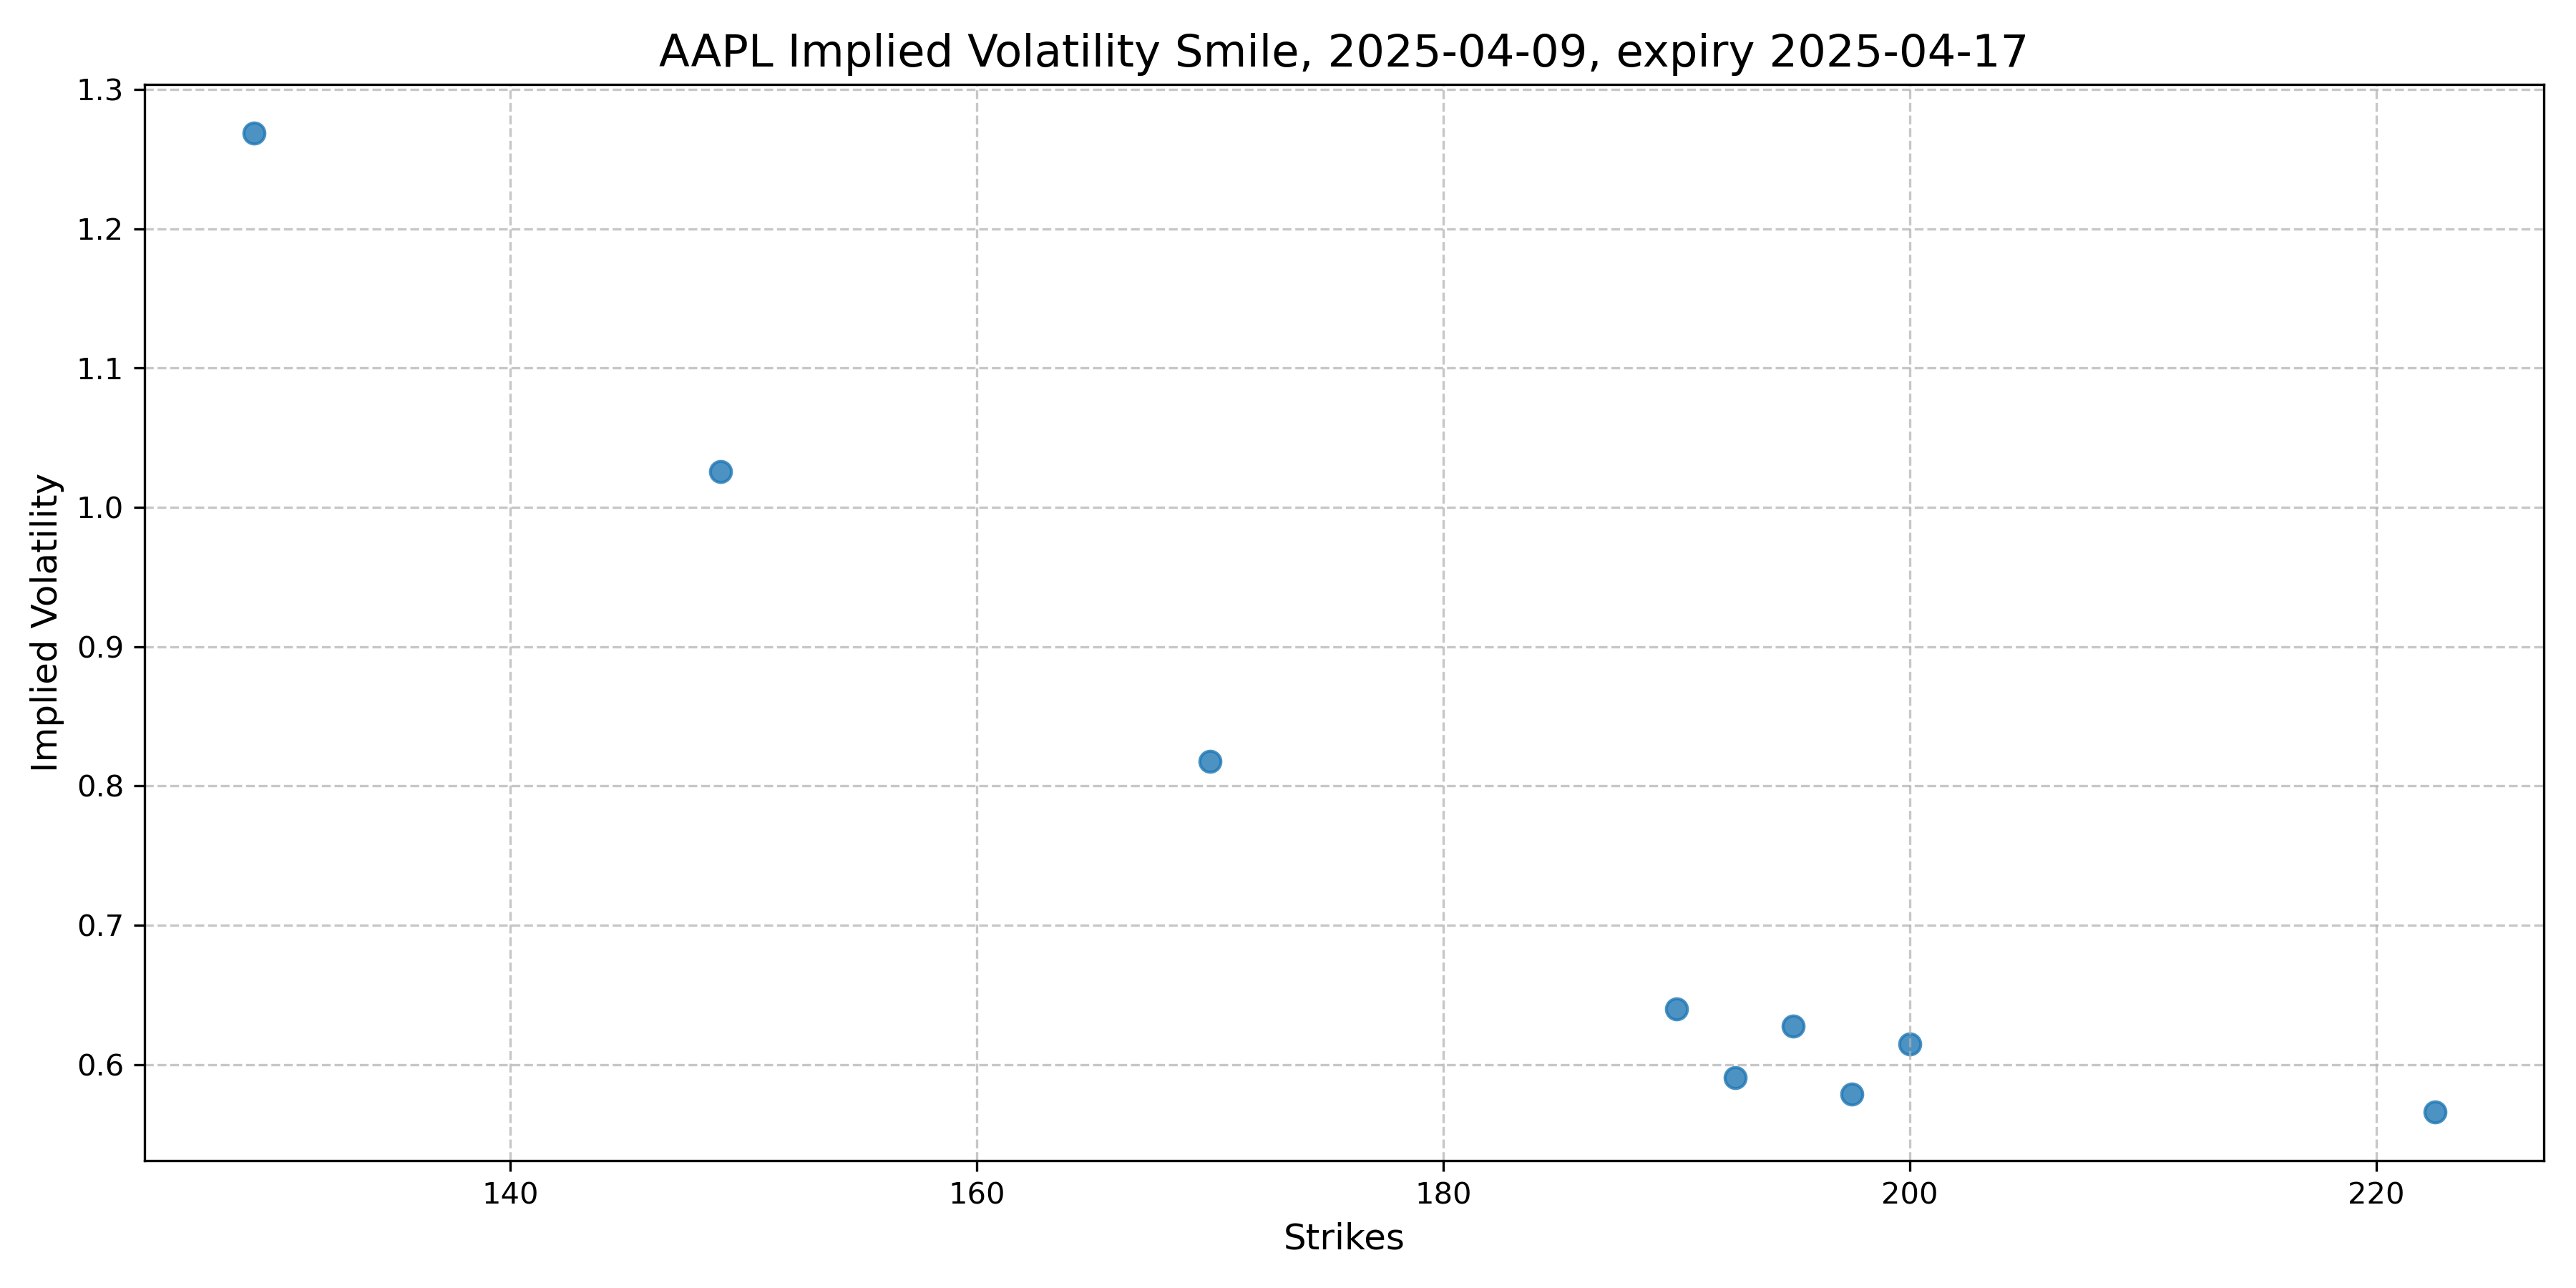 AAPL Implied Volatility Smile, 2025-04-09, expiry 2025-04-17
1.3
1.2
1.1
1.0
0.9
0.8
0.7
0.6
Implied Volatility
140 160 180 200 220
Strikes